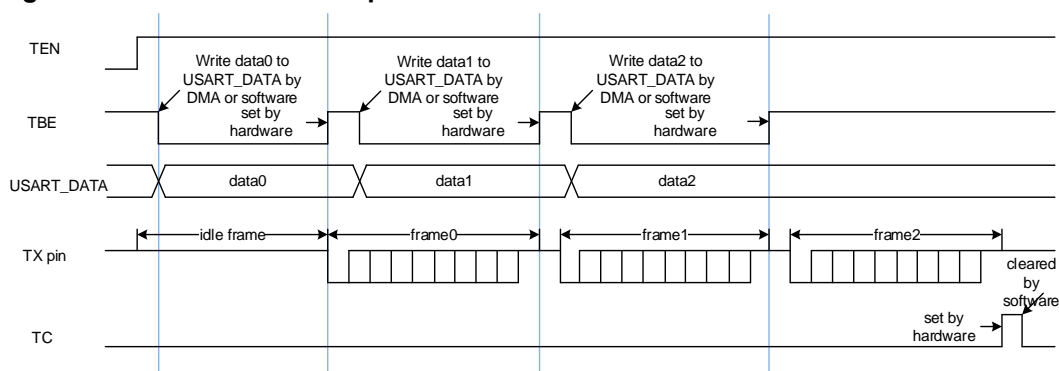 TEN
Write data0 to
USART_DATA by
DMA or software
Write data1 to
USART_DATA by
DMA or software
Write data2 to
USART_DATA by
DMA or software
TBE
set by
hardware
set by
hardware
set by
hardware
USART_DATA
data0
data1
data2
TX pin
idle frame
frame0
frame1
frame2
cleared
by
software
TC
set by
hardware